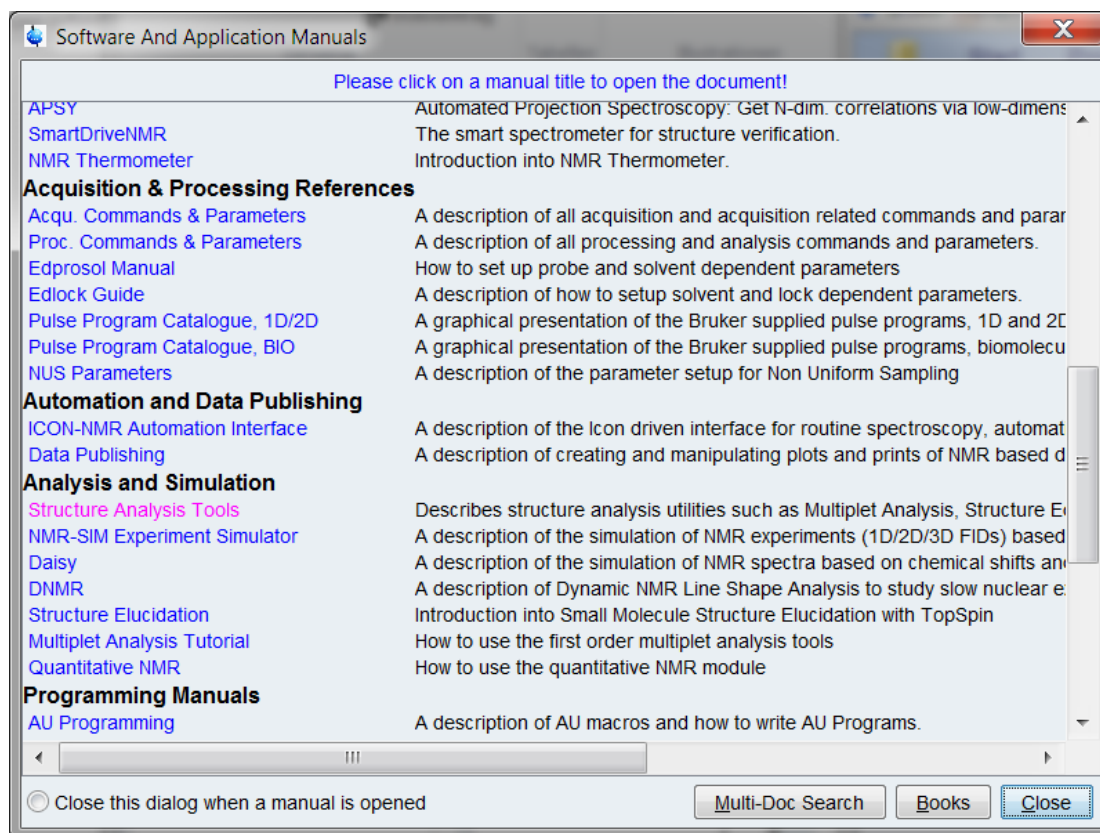 Software And Application Manuals
Please click on a manual title to open the document!
APSY Automated Projection Spectroscopy: Get N-dim. correlations via low-dimens
SmartDriveNMR The smart spectrometer for structure verification.
NMR Thermometer Introduction into NMR Thermometer.
Acquisition & Processing References
Acqu. Commands & Parameters A description of all acquisition and acquisition related commands and parar
Proc. Commands & Parameters A description of all processing and analysis commands and parameters.
Edprosol Manual How to set up probe and solvent dependent parameters
Edlock Guide A description of how to setup solvent and lock dependent parameters.
Pulse Program Catalogue, 1D/2D A graphical presentation of the Bruker supplied pulse programs, 1D and 2D
Pulse Program Catalogue, BIO A graphical presentation of the Bruker supplied pulse programs, biomolecu
NUS Parameters A description of the parameter setup for Non Uniform Sampling
Automation and Data Publishing
ICON-NMR Automation Interface A description of the Icon driven interface for routine spectroscopy, automat
Data Publishing A description of creating and manipulating plots and prints of NMR based d
Analysis and Simulation
Structure Analysis Tools Describes structure analysis utilities such as Multiplet Analysis, Structure E
NMR-SIM Experiment Simulator A description of the simulation of NMR experiments (1D/2D/3D FIDs) based
Daisy A description of the simulation of NMR spectra based on chemical shifts an
DNMR A description of Dynamic NMR Line Shape Analysis to study slow nuclear e
Structure Elucidation Introduction into Small Molecule Structure Elucidation with TopSpin
Multiplet Analysis Tutorial How to use the first order multiplet analysis tools
Quantitative NMR How to use the quantitative NMR module
Programming Manuals
AU Programming A description of AU macros and how to write AU Programs.
Close this dialog when a manual is opened
Multi-Doc Search
Books
Close